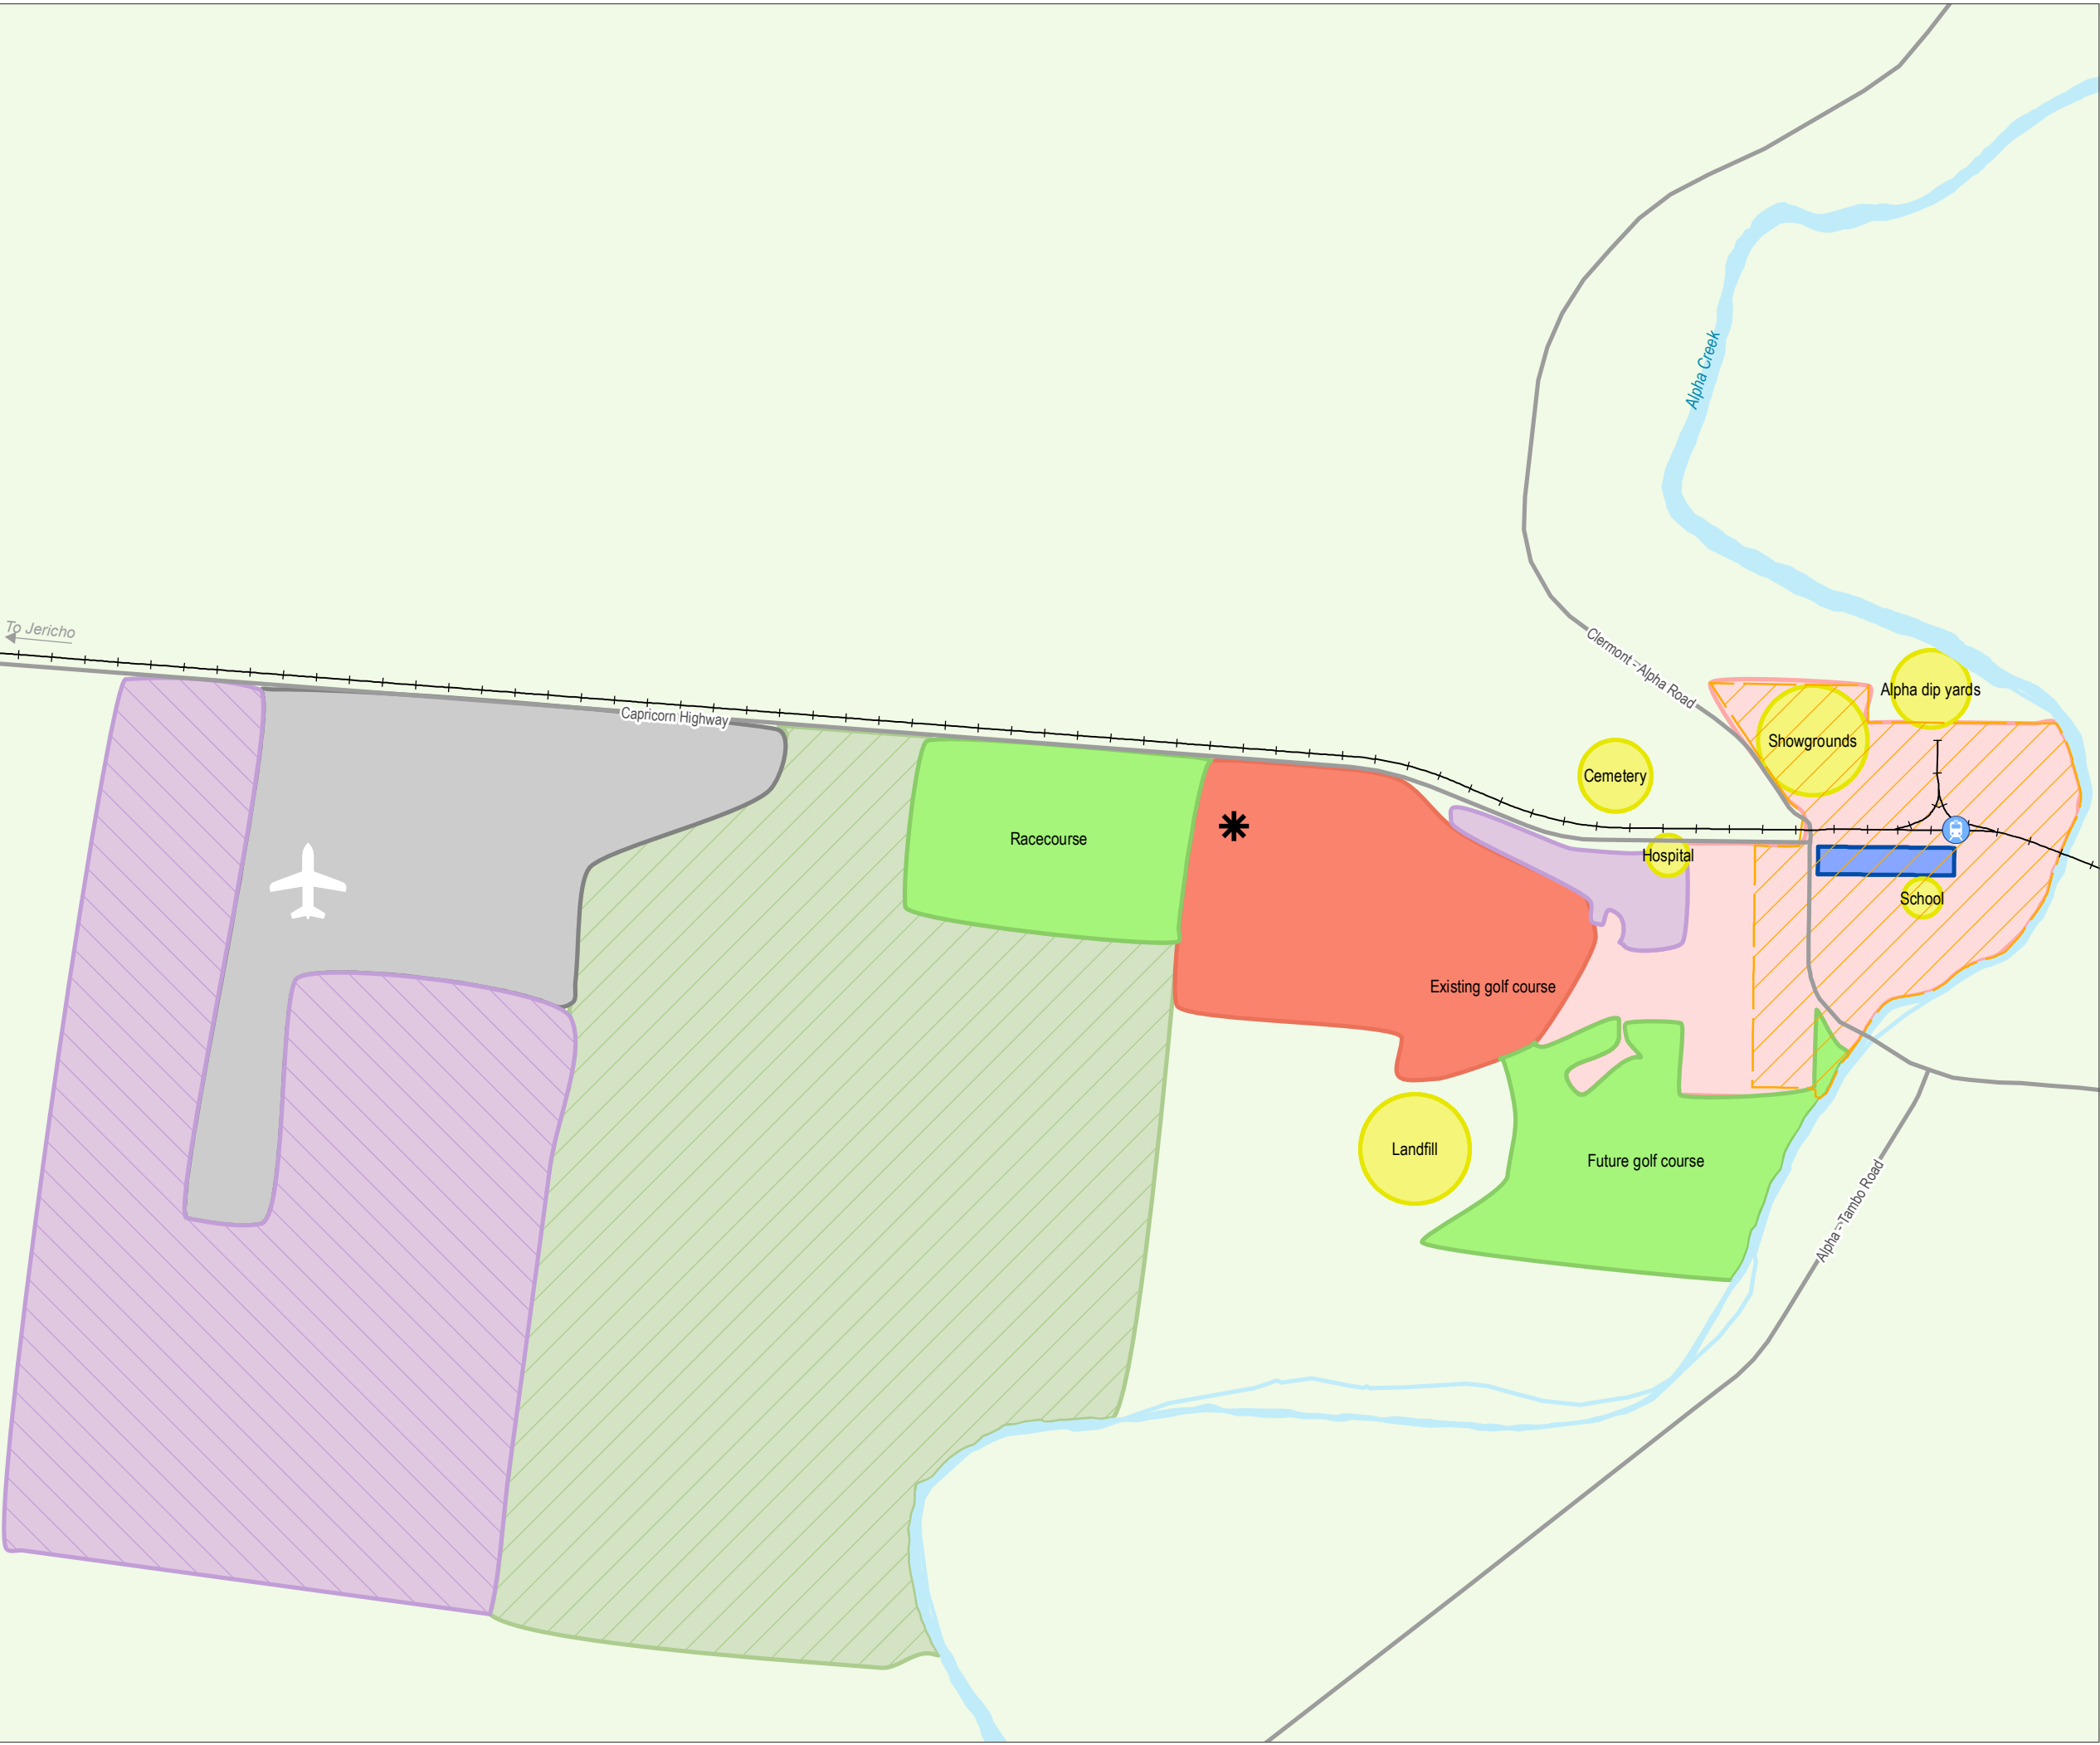 Alpha Creek
To Jericho
Clermont - Alpha Road
Alpha dip yards
Capricorn Highway
Showgrounds
Cemetery
Racecourse
Hospital
School
Existing golf course
Landfill
Future golf course
Alpha - Tambo Road